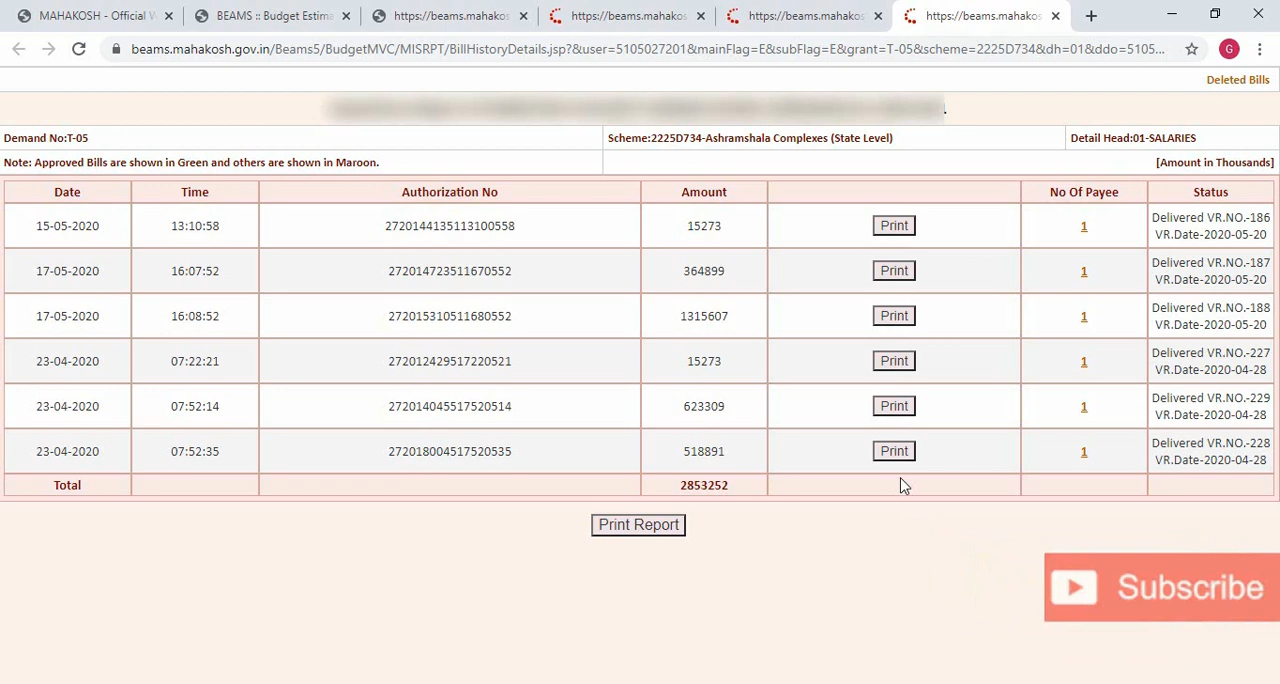 MAHAKOSH - Official
BEAMS :: Budget Estima
https://beams.mahakos
https://beams.mahakos
https://beams.mahakos
https://beams.mahakos
beams.mahakosh.gov.in/Beams5/BudgetMVC/MISRPT/BillHistoryDetails.jsp?&user=5105027201&mainFlag=E&subFlag=E&grant=T-05&scheme=2225D734&dh=01&ddo=5105...
G
Deleted Bills
Demand No:T-05 Scheme:2225D734-Ashramshala Complexes (State Level) Detail Head:01-SALARIES
Note: Approved Bills are shown in Green and others are shown in Maroon. [Amount in Thousands]
Date Time Authorization No Amount No Of Payee Status
15-05-2020 13:10:58 2720144135113100558 15273 Print 1 Delivered VR.NO.-186
VR.Date-2020-05-20
17-05-2020 16:07:52 272014723511670552 364899 Print 1 Delivered VR.NO.-187
VR.Date-2020-05-20
17-05-2020 16:08:52 272015310511680552 1315607 Print 1 Delivered VR.NO.-188
VR.Date-2020-05-20
23-04-2020 07:22:21 272012429517220521 15273 Print 1 Delivered VR.NO.-227
VR.Date-2020-04-28
23-04-2020 07:52:14 272014045517520514 623309 Print 1 Delivered VR.NO.-229
VR.Date-2020-04-28
23-04-2020 07:52:35 272018004517520535 518891 Print 1 Delivered VR.NO.-228
VR.Date-2020-04-28
Total 2853252
Print Report
Subscribe